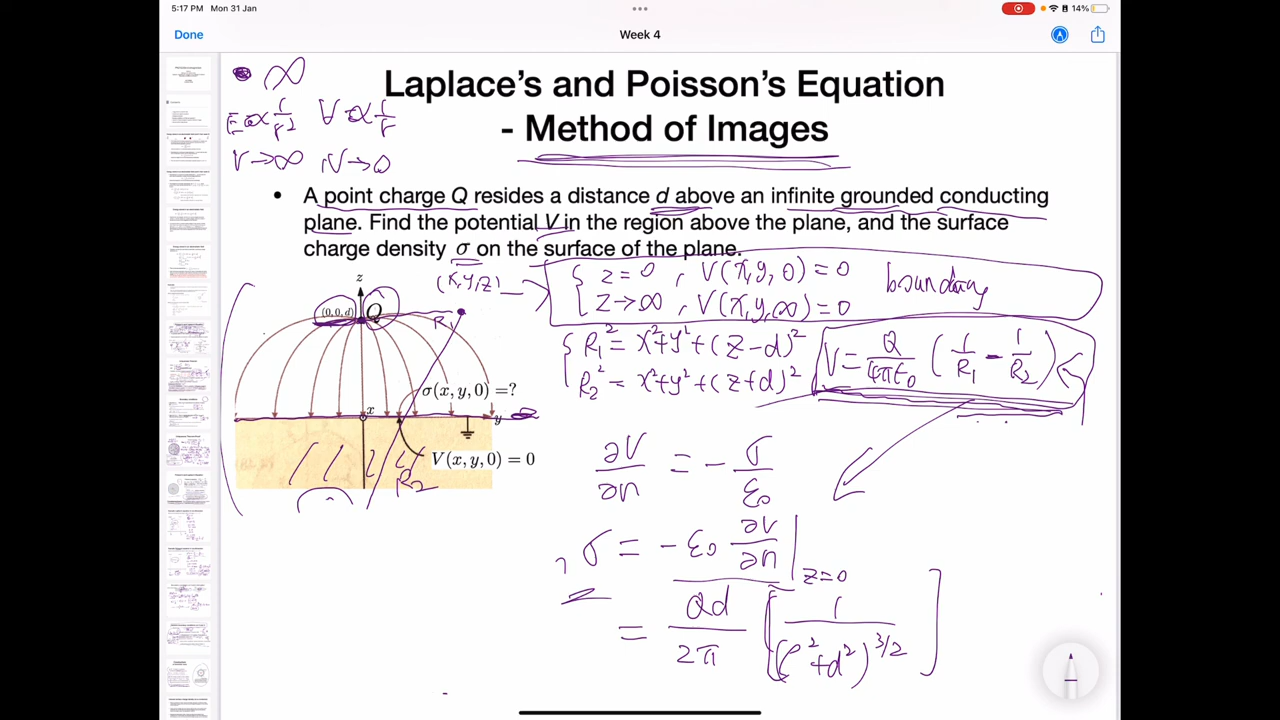 5:17 PM Mon 31 Jan
14%
Done
Week 4
Laplace's and Poisson's Equation
- Method of Images
∞
E ∝ 1/r² V ∝ 1/r
r → ∞ V → 0
A point charge resides a distance d above an infinite grounded conducting
plane. Find the potential V in the region above the plane, and the surface
charge density σ on the surface of the plane.
(x, y, z)
z = 0 , V(x, y, 0) = 0 boundary
z → ∞ , V(x, y, ∞) = 0
z
(0, 0, d) Q
R₁² = x² + y² + (z - d)²
R₂² = x² + y² + (z + d)²
V = Q/4πε₀ (1/R₁ - 1/R₂)
σ(x, y, 0) = ?
x
y
V(x, y, 0) = 0
R₂
∂V/∂n = - σ/ε₀
σ = - ε₀ ∂V/∂n |z=0
= Qd/2π [1/(ρ² + d²)^3/2]